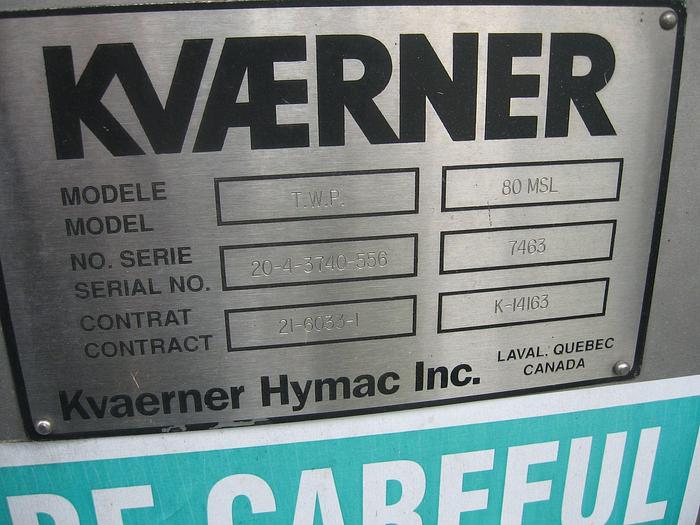 KVÆRNER
MODELE
MODEL
T.W.P.
80 MSL
NO. SERIE
SERIAL NO.
20-4-3740-556
7463
CONTRAT
CONTRACT
21-6033-1
K-14163
LAVAL. QUEBEC
CANADA
Kvaerner Hymac Inc.
BE CAREFUL